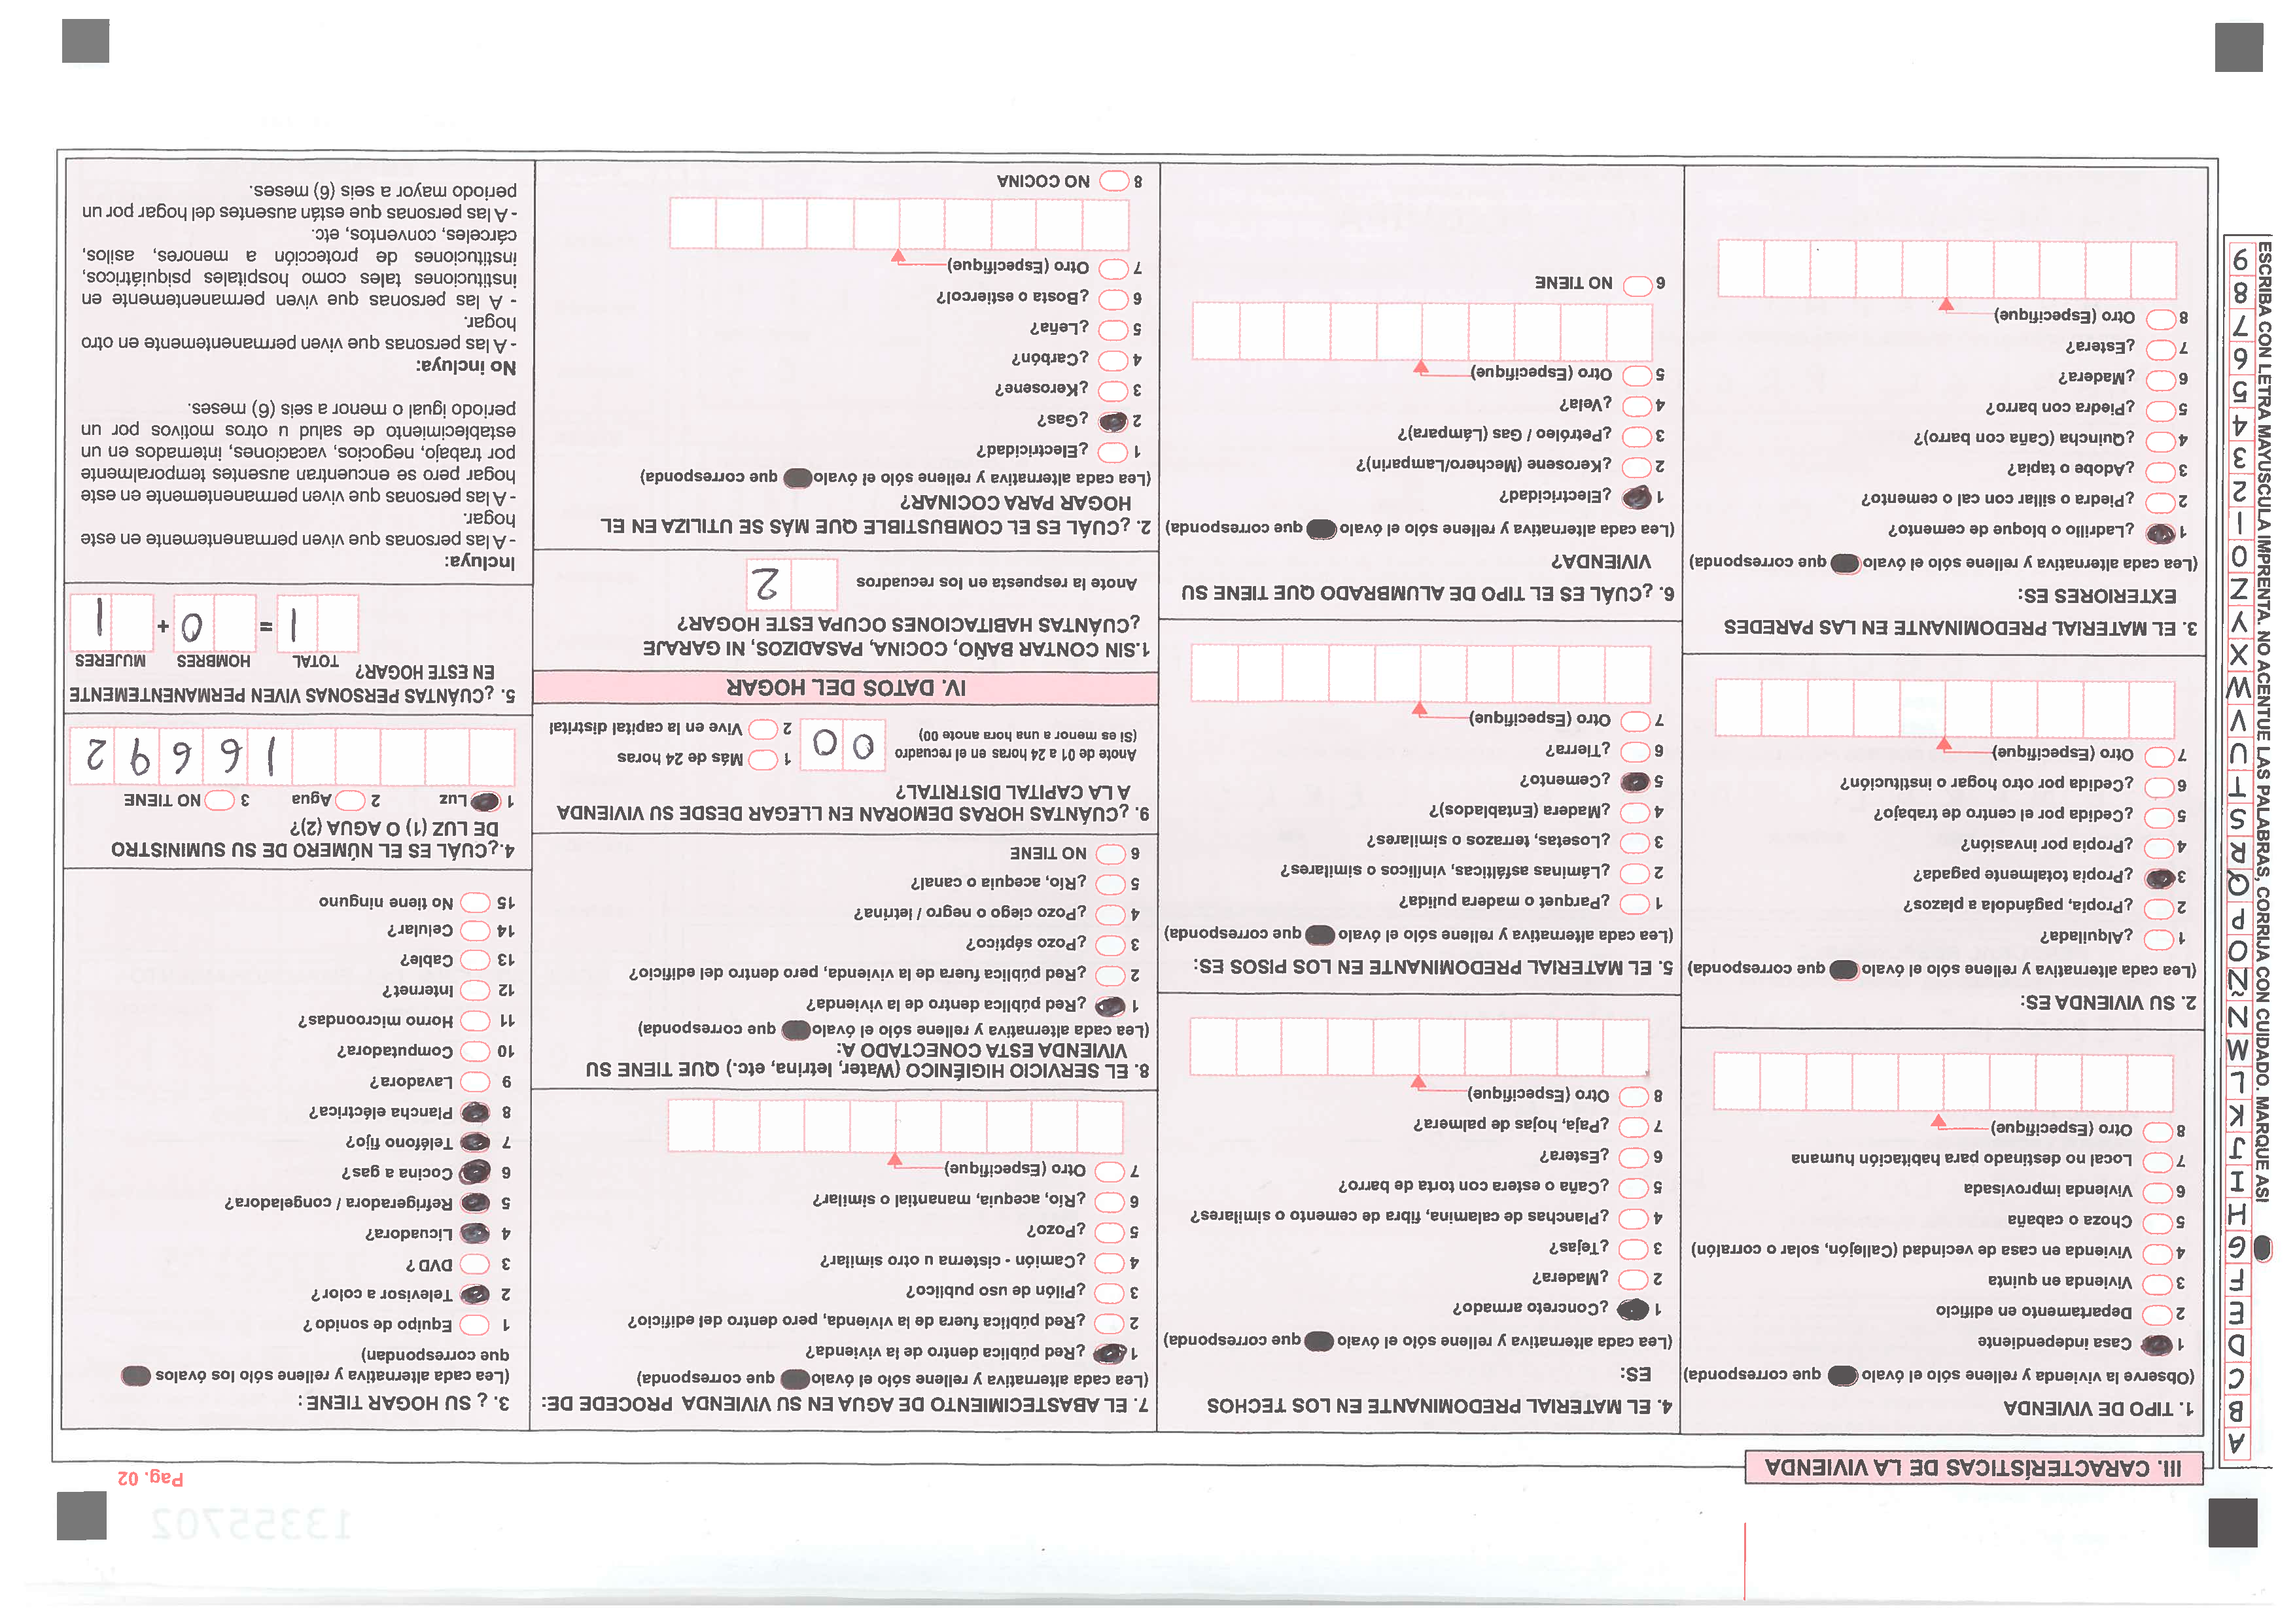 Pag. 02
III. CARACTERÍSTICAS DE LA VIVIENDA
ESCRIBA CON LETRA MAYUSCULA IMPRENTA. NO ACENTUE LAS PALABRAS, CORRIJA CON CUIDADO. MARQUE ASI
A B C D E F G H I J K L M N Ñ O P Q R S T U V W X Y Z 0 1 2 3 4 5 6 7 8 9
1. TIPO DE VIVIENDA
(Observe la vivienda y rellene sólo el óvalo que corresponda)
1 Casa independiente
2 Departamento en edificio
3 Vivienda en quinta
4 Vivienda en casa de vecindad (Callejón, solar o corralón)
5 Choza o cabaña
6 Vivienda improvisada
7 Local no destinado para habitación humana
8 Otro (Especifique)
2. SU VIVIENDA ES:
(Lea cada alternativa y rellene sólo el óvalo que corresponda)
1 ¿Alquilada?
2 ¿Propia, pagándola a plazos?
3 ¿Propia totalmente pagada?
4 ¿Propia por invasión?
5 ¿Cedida por el centro de trabajo?
6 ¿Cedida por otro hogar o institución?
7 Otro (Especifique)
3. EL MATERIAL PREDOMINANTE EN LAS PAREDES
EXTERIORES ES:
(Lea cada alternativa y rellene sólo el óvalo que corresponda)
1 ¿Ladrillo o bloque de cemento?
2 ¿Piedra o sillar con cal o cemento?
3 ¿Adobe o tapia?
4 ¿Quincha (Caña con barro)?
5 ¿Piedra con barro?
6 ¿Madera?
7 ¿Estera?
8 Otro (Especifique)
4. EL MATERIAL PREDOMINANTE EN LOS TECHOS
ES:
(Lea cada alternativa y rellene sólo el óvalo que corresponda)
1 ¿Concreto armado?
2 ¿Madera?
3 ¿Tejas?
4 ¿Planchas de calamina, fibra de cemento o similares?
5 ¿Caña o estera con torta de barro?
6 ¿Estera?
7 ¿Paja, hojas de palmera?
8 Otro (Especifique)
5. EL MATERIAL PREDOMINANTE EN LOS PISOS ES:
(Lea cada alternativa y rellene sólo el óvalo que corresponda)
1 ¿Parquet o madera pulida?
2 ¿Láminas asfálticas, vinílicos o similares?
3 ¿Losetas, terrazos o similares?
4 ¿Madera (Entablados)?
5 ¿Cemento?
6 ¿Tierra?
7 Otro (Especifique)
6. ¿CUÁL ES EL TIPO DE ALUMBRADO QUE TIENE SU
VIVIENDA?
(Lea cada alternativa y rellene sólo el óvalo que corresponda)
1 ¿Electricidad?
2 ¿Kerosene (Mechero/Lamparin)?
3 ¿Petróleo / Gas (Lámpara)?
4 ¿Vela?
5 Otro (Especifique)
6 NO TIENE
7. EL ABASTECIMIENTO DE AGUA EN SU VIVIENDA PROCEDE DE:
(Lea cada alternativa y rellene sólo el óvalo que corresponda)
1 ¿Red pública dentro de la vivienda?
2 ¿Red pública fuera de la vivienda, pero dentro del edificio?
3 ¿Pilón de uso publico?
4 ¿Camión - cisterna u otro similar?
5 ¿Pozo?
6 ¿Río, acequia, manantial o similar?
7 Otro (Especifique)
8. EL SERVICIO HIGIÉNICO (Water, letrina, etc.) QUE TIENE SU
VIVIENDA ESTA CONECTADO A:
(Lea cada alternativa y rellene sólo el óvalo que corresponda)
1 ¿Red pública dentro de la vivienda?
2 ¿Red pública fuera de la vivienda, pero dentro del edificio?
3 ¿Pozo séptico?
4 ¿Pozo ciego o negro / letrina?
5 ¿Río, acequia o canal?
6 NO TIENE
9. ¿CUÁNTAS HORAS DEMORAN EN LLEGAR DESDE SU VIVIENDA
A LA CAPITAL DISTRITAL?
Anote de 01 a 24 horas en el recuadro
(Si es menor a una hora anote 00)
0 0
1 Más de 24 horas
2 Vive en la capital distrital
IV. DATOS DEL HOGAR
1.SIN CONTAR BAÑO, COCINA, PASADIZOS, NI GARAJE
¿CUÁNTAS HABITACIONES OCUPA ESTE HOGAR?
Anote la respuesta en los recuadros 2
2. ¿CUÁL ES EL COMBUSTIBLE QUE MÁS SE UTILIZA EN EL
HOGAR PARA COCINAR?
(Lea cada alternativa y rellene sólo el óvalo que corresponda)
1 ¿Electricidad?
2 ¿Gas?
3 ¿Kerosene?
4 ¿Carbón?
5 ¿Leña?
6 ¿Bosta o estiercol?
7 Otro (Especifique)
8 NO COCINA
3. ¿ SU HOGAR TIENE :
(Lea cada alternativa y rellene sólo los óvalos
que correspondan)
1 Equipo de sonido ?
2 Televisor a color?
3 DVD ?
4 Licuadora?
5 Refrigeradora / congeladora?
6 Cocina a gas?
7 Teléfono fijo?
8 Plancha eléctrica?
9 Lavadora?
10 Computadora?
11 Horno microondas?
12 Internet?
13 Cable?
14 Celular?
15 No tiene ninguno
4.¿CUÁL ES EL NÚMERO DE SU SUMINISTRO
DE LUZ (1) O AGUA (2)?
1 Luz 2 Agua 3 NO TIENE
1 6 6 9 2
5. ¿CUÁNTAS PERSONAS VIVEN PERMANENTEMENTE
EN ESTE HOGAR?
TOTAL HOMBRES MUJERES
1 = 0 + 1
Incluya:
- A las personas que viven permanentemente en este
hogar.
- A las personas que viven permanentemente en este
hogar pero se encuentran ausentes temporalmente
por trabajo, negocios, vacaciones, internados en un
establecimiento de salud u otros motivos por un
periodo igual o menor a seis (6) meses.
No incluya:
- A las personas que viven permanentemente en otro
hogar.
- A las personas que viven permanentemente en
instituciones tales como hospitales psiquiátricos,
instituciones de protección a menores, asilos,
cárceles, conventos, etc.
- A las personas que están ausentes del hogar por un
periodo mayor a seis (6) meses.